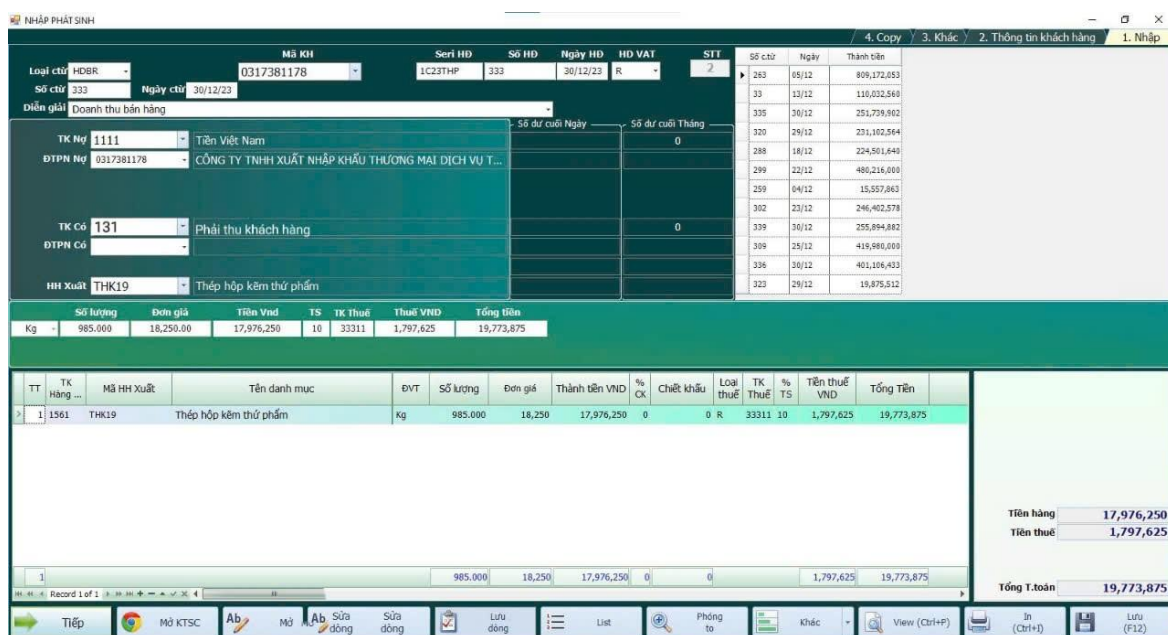 NHẬP PHÁT SINH
4. Copy 3. Khác 2. Thông tin khách hàng 1. Nhập
Mã KH Seri HĐ Số HĐ Ngày HĐ HD VAT STT
Loại ctừ HDBR 0317381178 1C23THP 333 30/12/23 R 2
Số ctừ 333 Ngày ctừ 30/12/23
Diễn giải Doanh thu bán hàng
Số dư cuối Ngày Số dư cuối Tháng
TK Nợ 1111 Tiền Việt Nam 0
ĐTPN Nợ 0317381178 CÔNG TY TNHH XUẤT NHẬP KHẨU THƯƠNG MẠI DỊCH VỤ T...
TK Có 131 Phải thu khách hàng 0
ĐTPN Có
HH Xuất THK19 Thép hộp kẽm thứ phẩm
Số c.từ Ngày Thành tiền
263 05/12 809,172,053
33 13/12 110,032,560
335 30/12 251,739,902
320 29/12 231,102,564
288 18/12 224,501,640
299 22/12 480,216,000
259 04/12 15,557,863
302 23/12 246,402,578
339 30/12 255,894,882
309 25/12 419,980,000
336 30/12 401,106,433
323 29/12 19,875,512
Số lượng Đơn giá Tiền Vnd TS TK Thuế Thuế VND Tổng tiền
Kg 985.000 18,250.00 17,976,250 10 33311 1,797,625 19,773,875
TT TK Hàng ... Mã HH Xuất Tên danh mục ĐVT Số lượng Đơn giá Thành tiền VND % CK Chiết khấu Loại thuế TK Thuế % TS Tiền thuế VND Tổng Tiền
1 1561 THK19 Thép hộp kẽm thứ phẩm Kg 985.000 18,250 17,976,250 0 0 R 33311 10 1,797,625 19,773,875
Tiền hàng 17,976,250
Tiền thuế 1,797,625
1 985.000 18,250 17,976,250 0 0 1,797,625 19,773,875
Record 1 of 1
Tổng T.toán 19,773,875
Tiếp Mở KTSC Mở Sửa dòng Sửa dòng Lưu dòng List Phóng to Khác View (Ctrl+P) In (Ctrl+I) Lưu (F12)